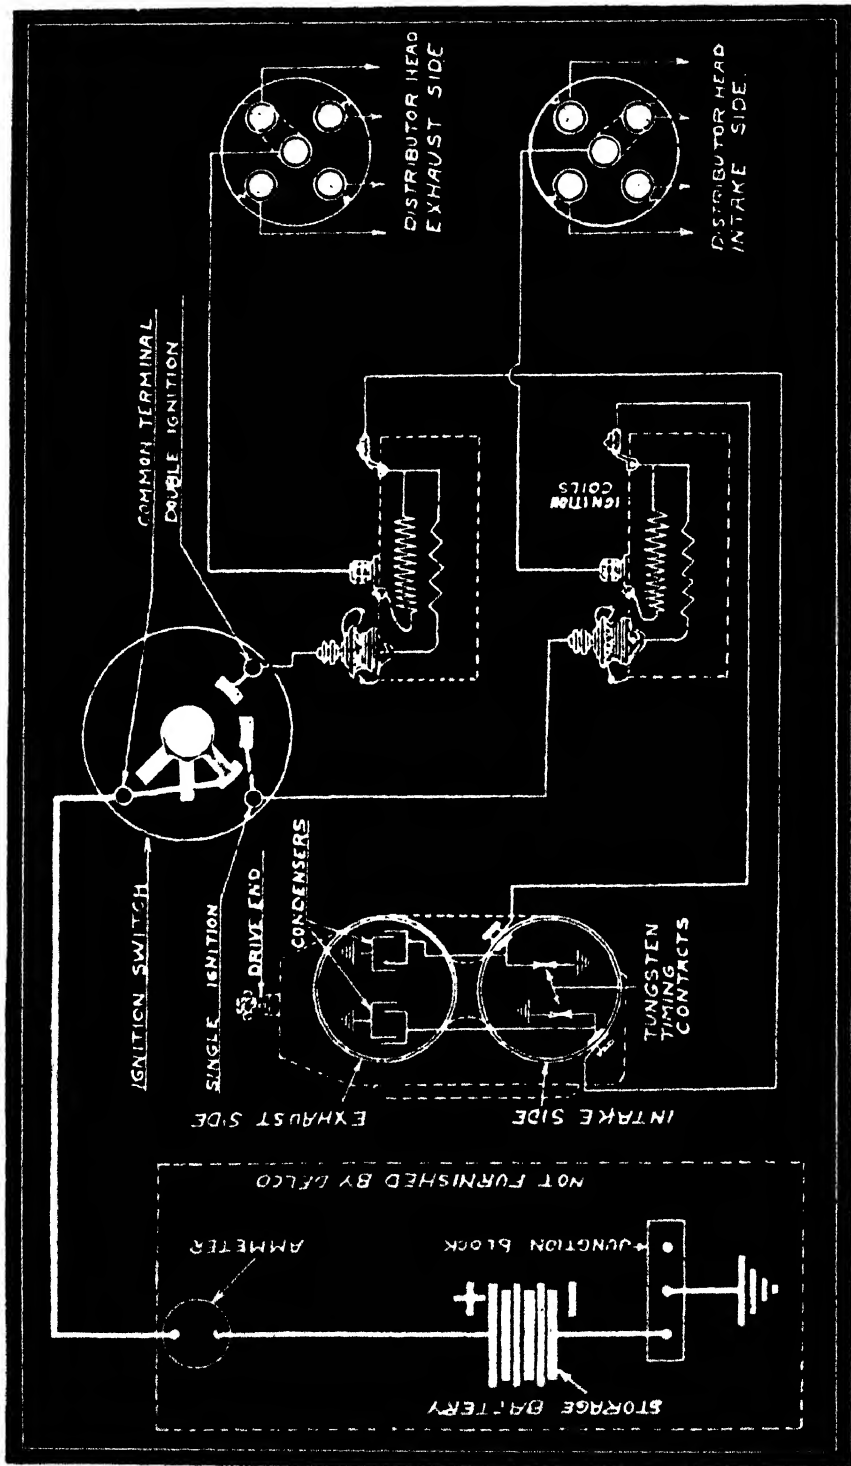 DISTRIBUTOR HEAD
EXHAUST SIDE
DISTRIBUTOR HEAD
INTAKE SIDE.
COMMON TERMINAL
DOUBLE IGNITION
IGNITION
COILS
IGNITION SWITCH
SINGLE IGNITION
DRIVE END
CONDENSERS
TUNGSTEN
TIMING
CONTACTS
EXHAUST SIDE
INTAKE SIDE
NOT FURNISHED BY DELCO
AMMETER
JUNCTION BLOCK
+
-
STORAGE BATTERY